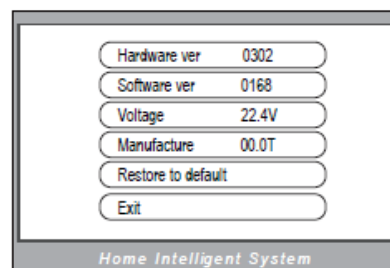 Hardware ver 0302
Software ver 0168
Voltage 22.4V
Manufacture 00.0T
Restore to default
Exit
Home Intelligent System